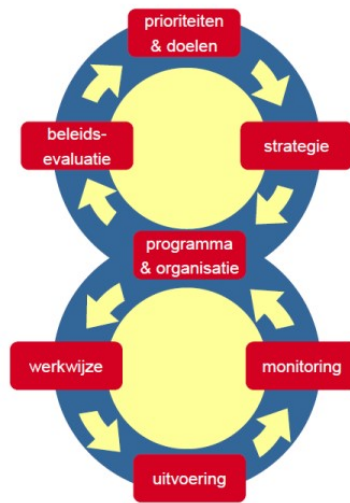 prioriteiten
& doelen
beleids-
evaluatie
strategie
programma
& organisatie
werkwijze
monitoring
uitvoering